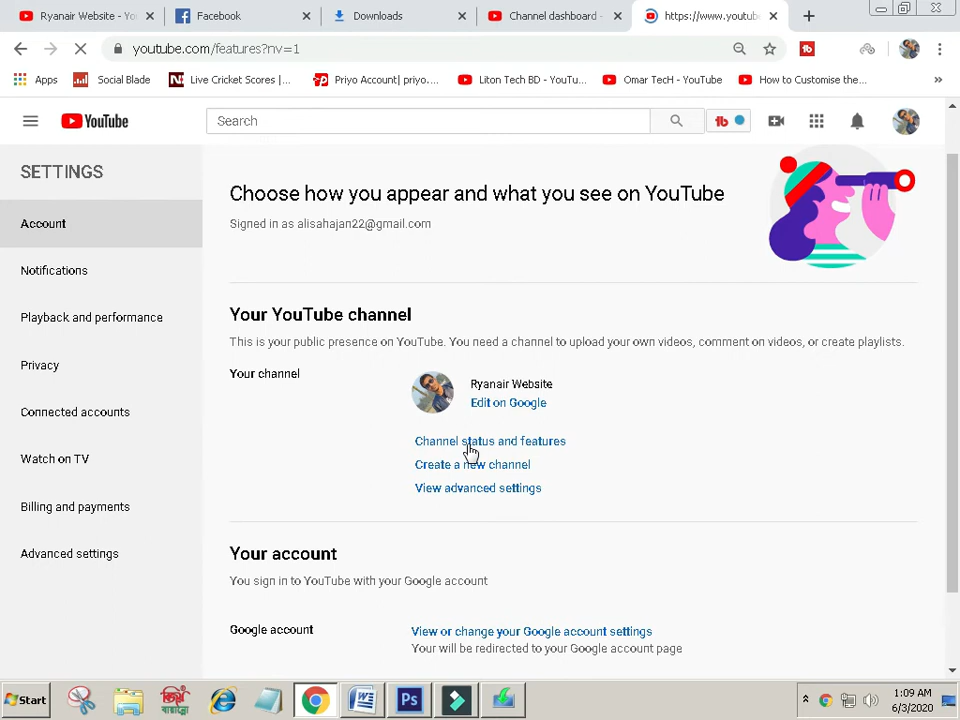 Ryanair Website - Yo
Facebook
Downloads
Channel dashboard -
https://www.youtub
youtube.com/features?nv=1
Apps
Social Blade
Live Cricket Scores |...
Priyo Account| priyo....
Liton Tech BD - YouTu...
Omar TecH - YouTube
How to Customise the...
YouTube
Search
SETTINGS
Account
Notifications
Playback and performance
Privacy
Connected accounts
Watch on TV
Billing and payments
Advanced settings
Choose how you appear and what you see on YouTube
Signed in as alisahajan22@gmail.com
Your YouTube channel
This is your public presence on YouTube. You need a channel to upload your own videos, comment on videos, or create playlists.
Your channel
Ryanair Website
Edit on Google
Channel status and features
Create a new channel
View advanced settings
Your account
You sign in to YouTube with your Google account
Google account
View or change your Google account settings
Your will be redirected to your Google account page
Start
Ps
1:09 AM
6/3/2020